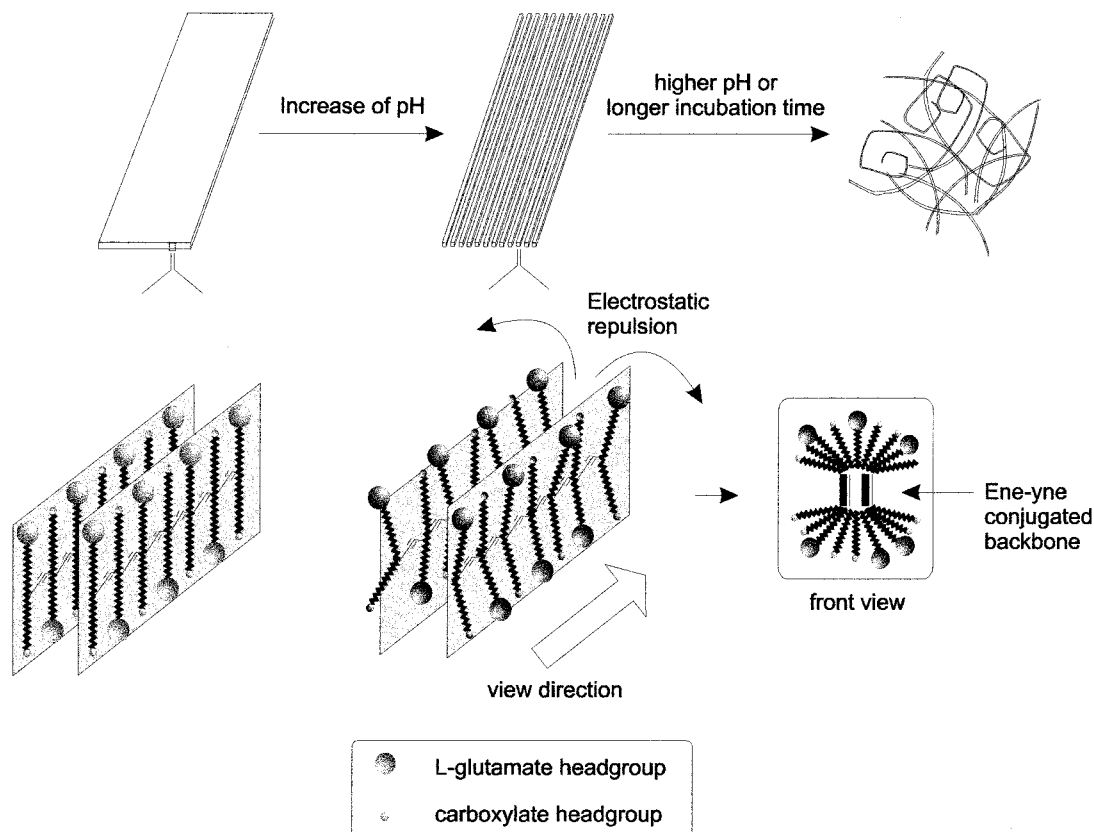 Increase of pH
higher pH or
longer incubation time
Electrostatic
repulsion
Ene-yne
conjugated
backbone
front view
view direction
L-glutamate headgroup
carboxylate headgroup